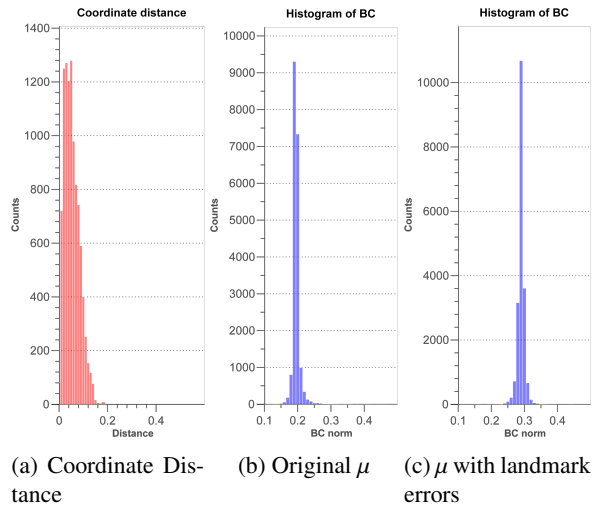 Coordinate distance
1400
1200
1000
800
600
400
200
0
0 0.2 0.4
Counts
Distance
Histogram of BC
10000
9000
8000
7000
6000
5000
4000
3000
2000
1000
0
0.1 0.2 0.3 0.4
Counts
BC norm
Histogram of BC
10000
8000
6000
4000
2000
0
0.1 0.2 0.3 0.4
Counts
BC norm
(a) Coordinate Dis-
tance
(b) Original μ
(c) μ with landmark
errors